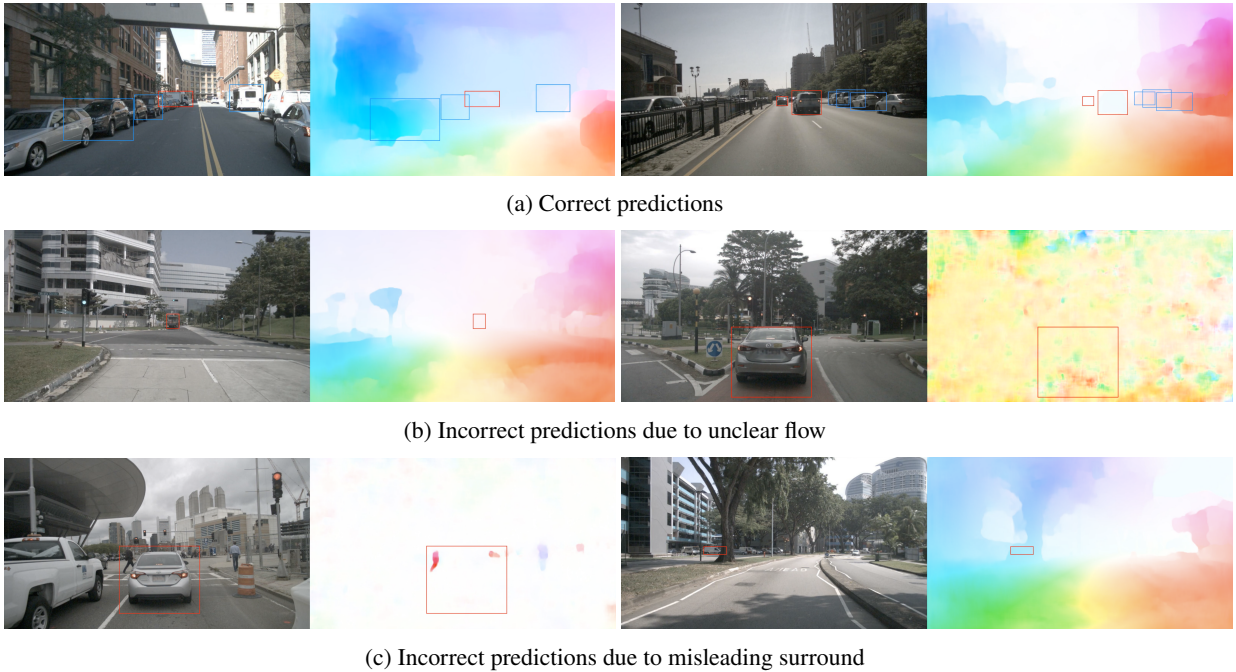 (a) Correct predictions
(b) Incorrect predictions due to unclear flow
(c) Incorrect predictions due to misleading surround